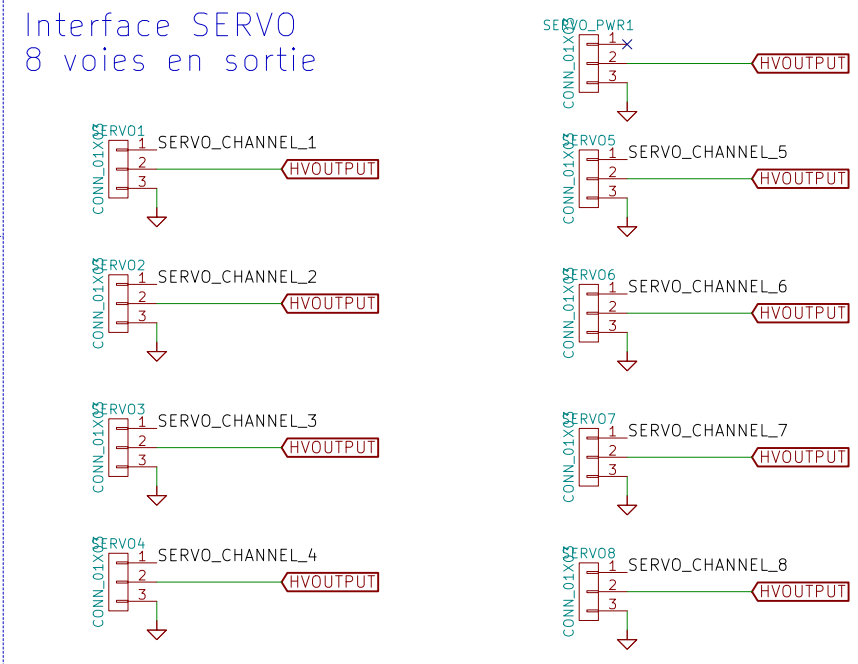 Interface SERVO
8 voies en sortie
SERVO1
CONN_01X03
1 SERVO_CHANNEL_1
2 HVOUTPUT
3
SERVO2
CONN_01X03
1 SERVO_CHANNEL_2
2 HVOUTPUT
3
SERVO3
CONN_01X03
1 SERVO_CHANNEL_3
2 HVOUTPUT
3
SERVO4
CONN_01X03
1 SERVO_CHANNEL_4
2 HVOUTPUT
3
SERVO_PWR1
CONN_01X03
1
2 HVOUTPUT
3
SERVO5
CONN_01X03
1 SERVO_CHANNEL_5
2 HVOUTPUT
3
SERVO6
CONN_01X03
1 SERVO_CHANNEL_6
2 HVOUTPUT
3
SERVO7
CONN_01X03
1 SERVO_CHANNEL_7
2 HVOUTPUT
3
SERVO8
CONN_01X03
1 SERVO_CHANNEL_8
2 HVOUTPUT
3